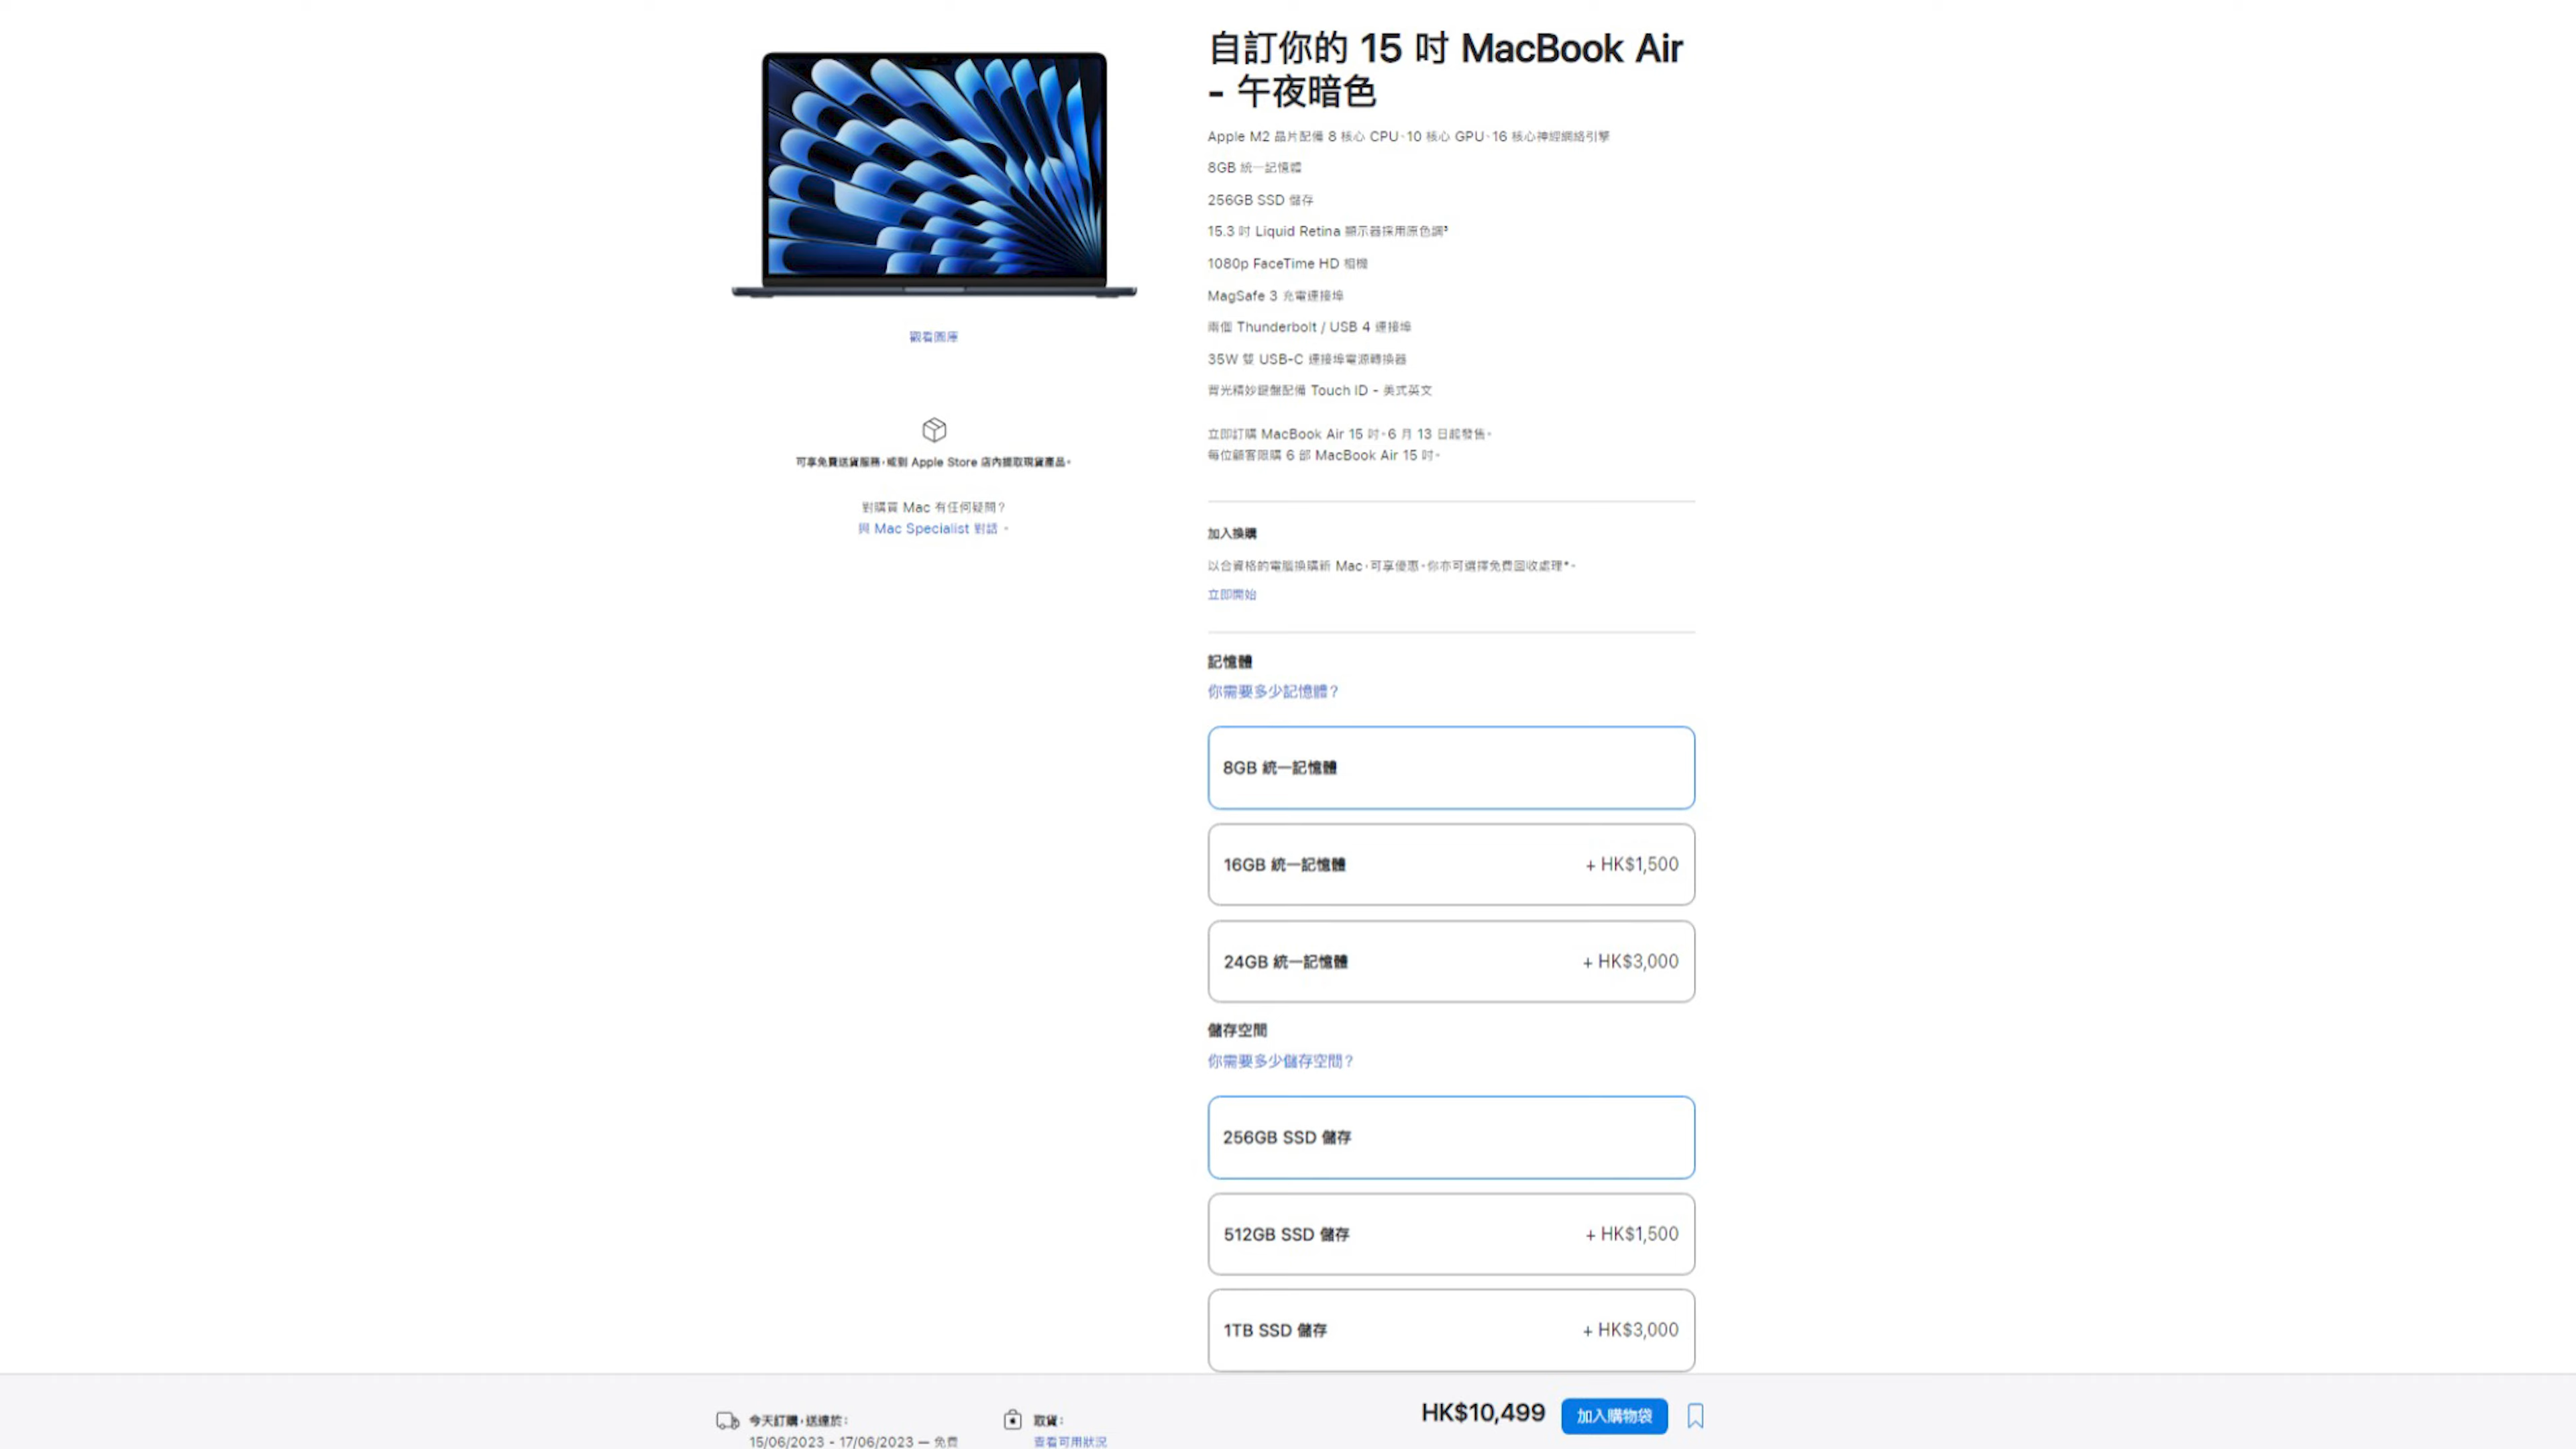 自訂你的 15 吋 MacBook Air
- 午夜暗色
Apple M2 晶片配備 8 核心 CPU、10 核心 GPU、16 核心神經網絡引擎
8GB 統一記憶體
256GB SSD 儲存
15.3 吋 Liquid Retina 顯示器採用原色調³
1080p FaceTime HD 相機
MagSafe 3 充電連接埠
兩個 Thunderbolt / USB 4 連接埠
35W 雙 USB-C 連接埠電源轉換器
背光精妙鍵盤配備 Touch ID - 美式英文
立即訂購 MacBook Air 15 吋。6 月 13 日起發售。
每位顧客限購 6 部 MacBook Air 15 吋。
觀看圖庫
可享免費送貨服務，或到 Apple Store 店內提取現貨產品。
對購買 Mac 有任何疑問？
與 Mac Specialist 對話 。
加入換購
以合資格的電腦換購新 Mac，可享優惠。你亦可選擇免費回收處理*。
立即開始
記憶體
你需要多少記憶體？
8GB 統一記憶體
16GB 統一記憶體 + HK$1,500
24GB 統一記憶體 + HK$3,000
儲存空間
你需要多少儲存空間？
256GB SSD 儲存
512GB SSD 儲存 + HK$1,500
1TB SSD 儲存 + HK$3,000
今天訂購，送達於：
15/06/2023 - 17/06/2023 — 免費
取貨：
查看可用狀況
HK$10,499
加入購物袋